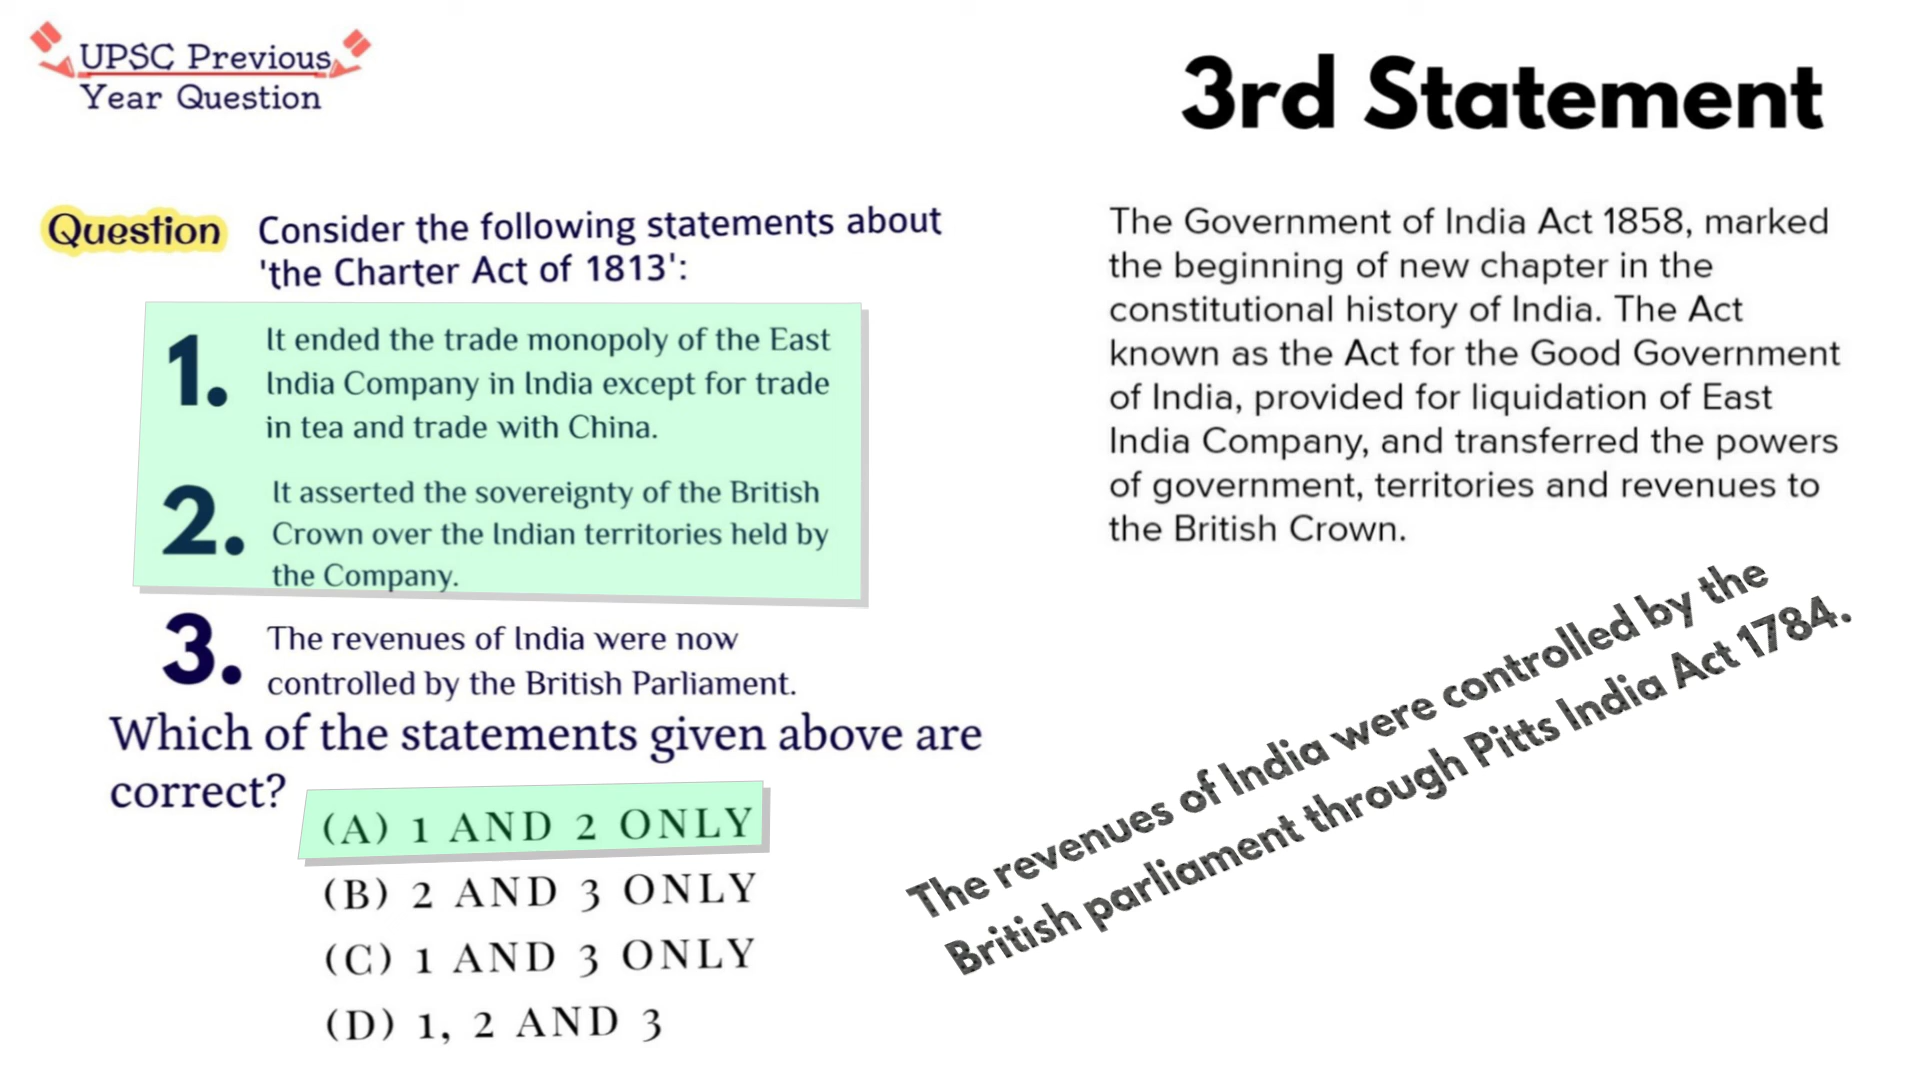 UPSC Previous
Year Question
3rd Statement
Question
Consider the following statements about
'the Charter Act of 1813':
1.
It ended the trade monopoly of the East
India Company in India except for trade
in tea and trade with China.
2.
It asserted the sovereignty of the British
Crown over the Indian territories held by
the Company.
3.
The revenues of India were now
controlled by the British Parliament.
Which of the statements given above are
correct?
(A) 1 AND 2 ONLY
(B) 2 AND 3 ONLY
(C) 1 AND 3 ONLY
(D) 1, 2 AND 3
The Government of India Act 1858, marked
the beginning of new chapter in the
constitutional history of India. The Act
known as the Act for the Good Government
of India, provided for liquidation of East
India Company, and transferred the powers
of government, territories and revenues to
the British Crown.
The revenues of India were controlled by the
British parliament through Pitts India Act 1784.